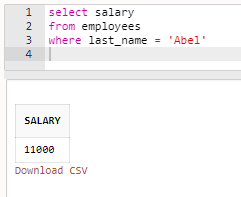 1 select salary
2 from employees
3 where last_name = 'Abel'
4
SALARY
11000
Download CSV